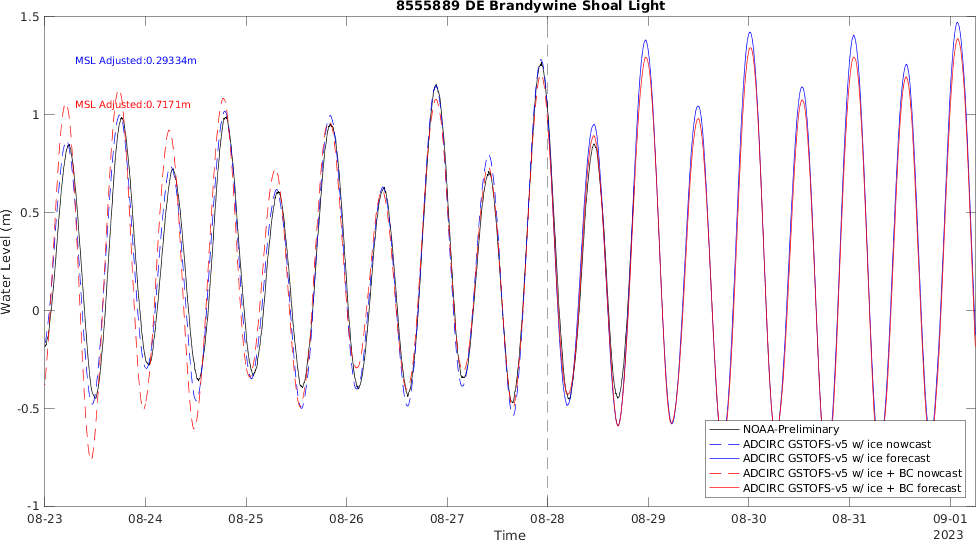 8555889 DE Brandywine Shoal Light
MSL Adjusted:0.29334m
MSL Adjusted:0.7171m
Water Level (m)
1.5
1
0.5
0
-0.5
-1
NOAA-Preliminary
ADCIRC GSTOFS-v5 w/ ice nowcast
ADCIRC GSTOFS-v5 w/ ice forecast
ADCIRC GSTOFS-v5 w/ ice + BC nowcast
ADCIRC GSTOFS-v5 w/ ice + BC forecast
08-23 08-24 08-25 08-26 08-27 08-28 08-29 08-30 08-31 09-01
2023
Time